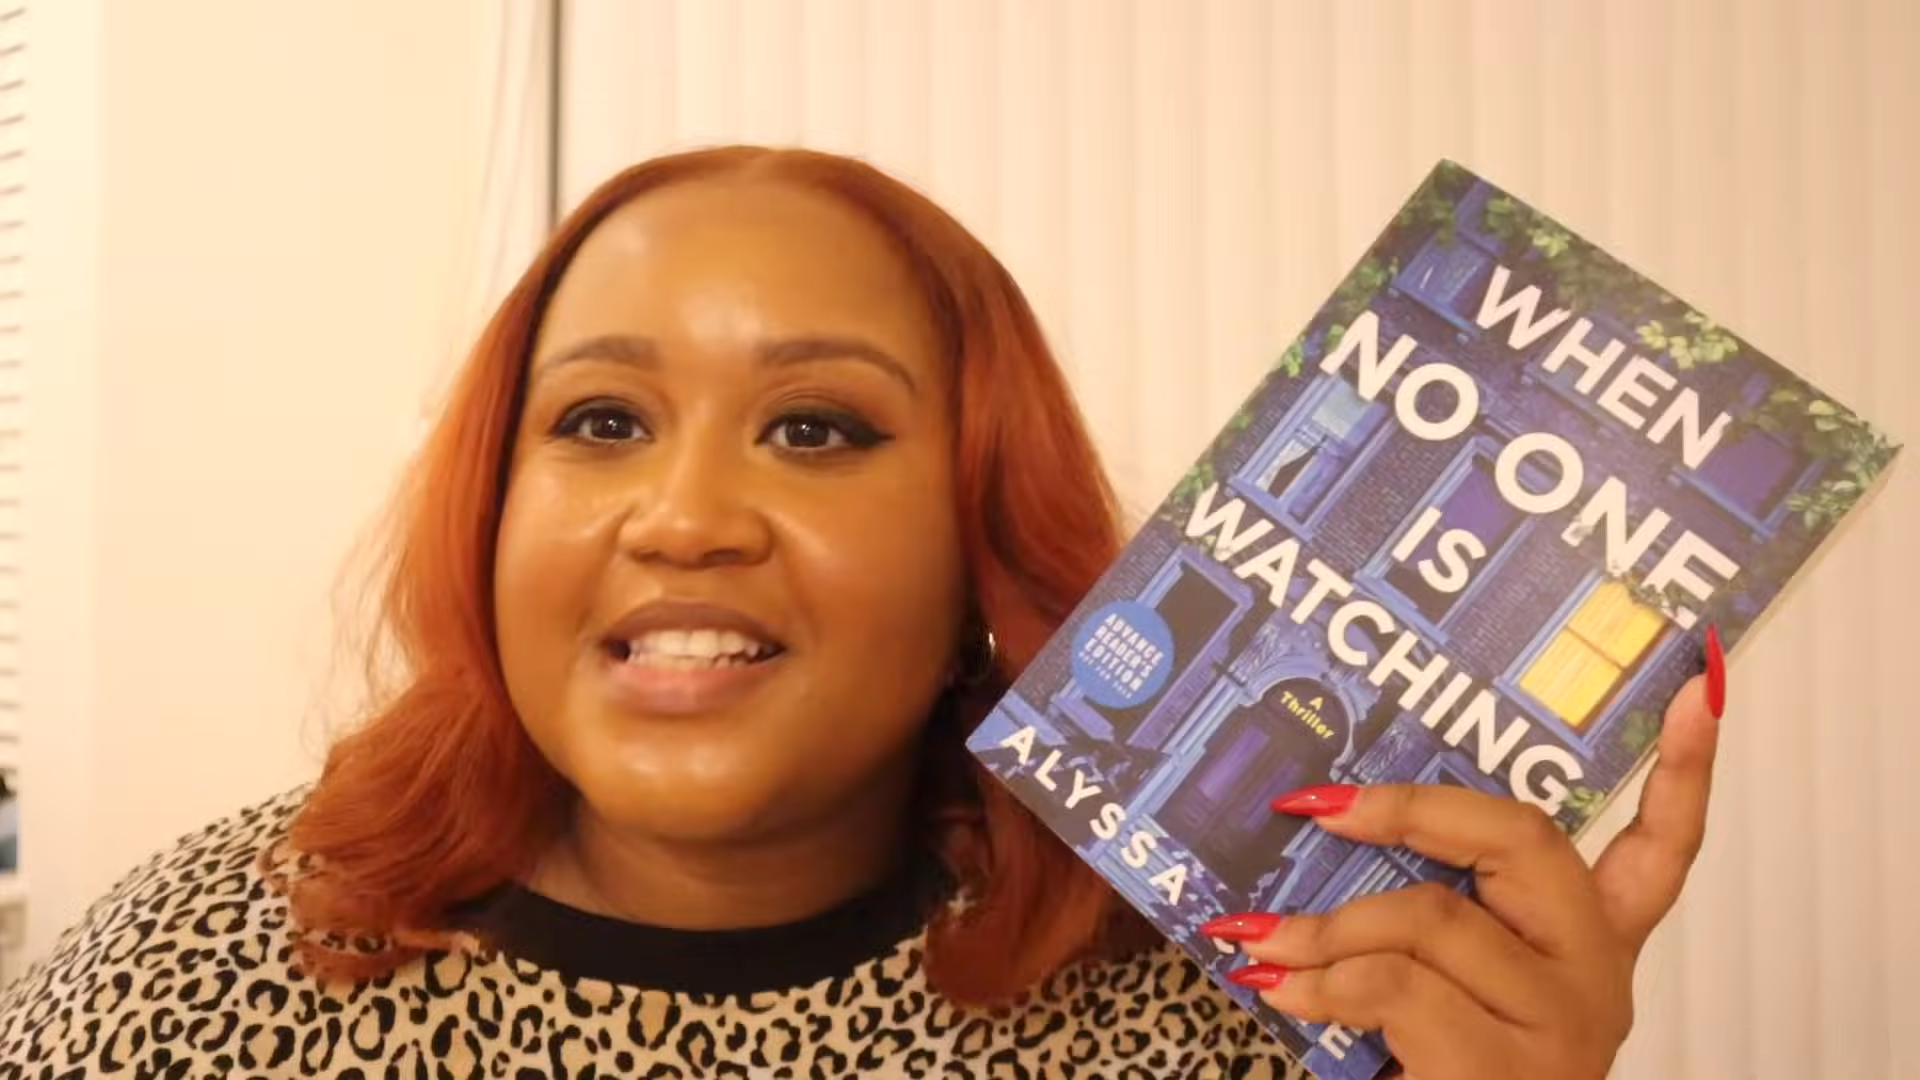 WHEN
NO ONE
IS
WATCHING
ADVANCE
READER'S
EDITION
A
Thriller
ALYSSA